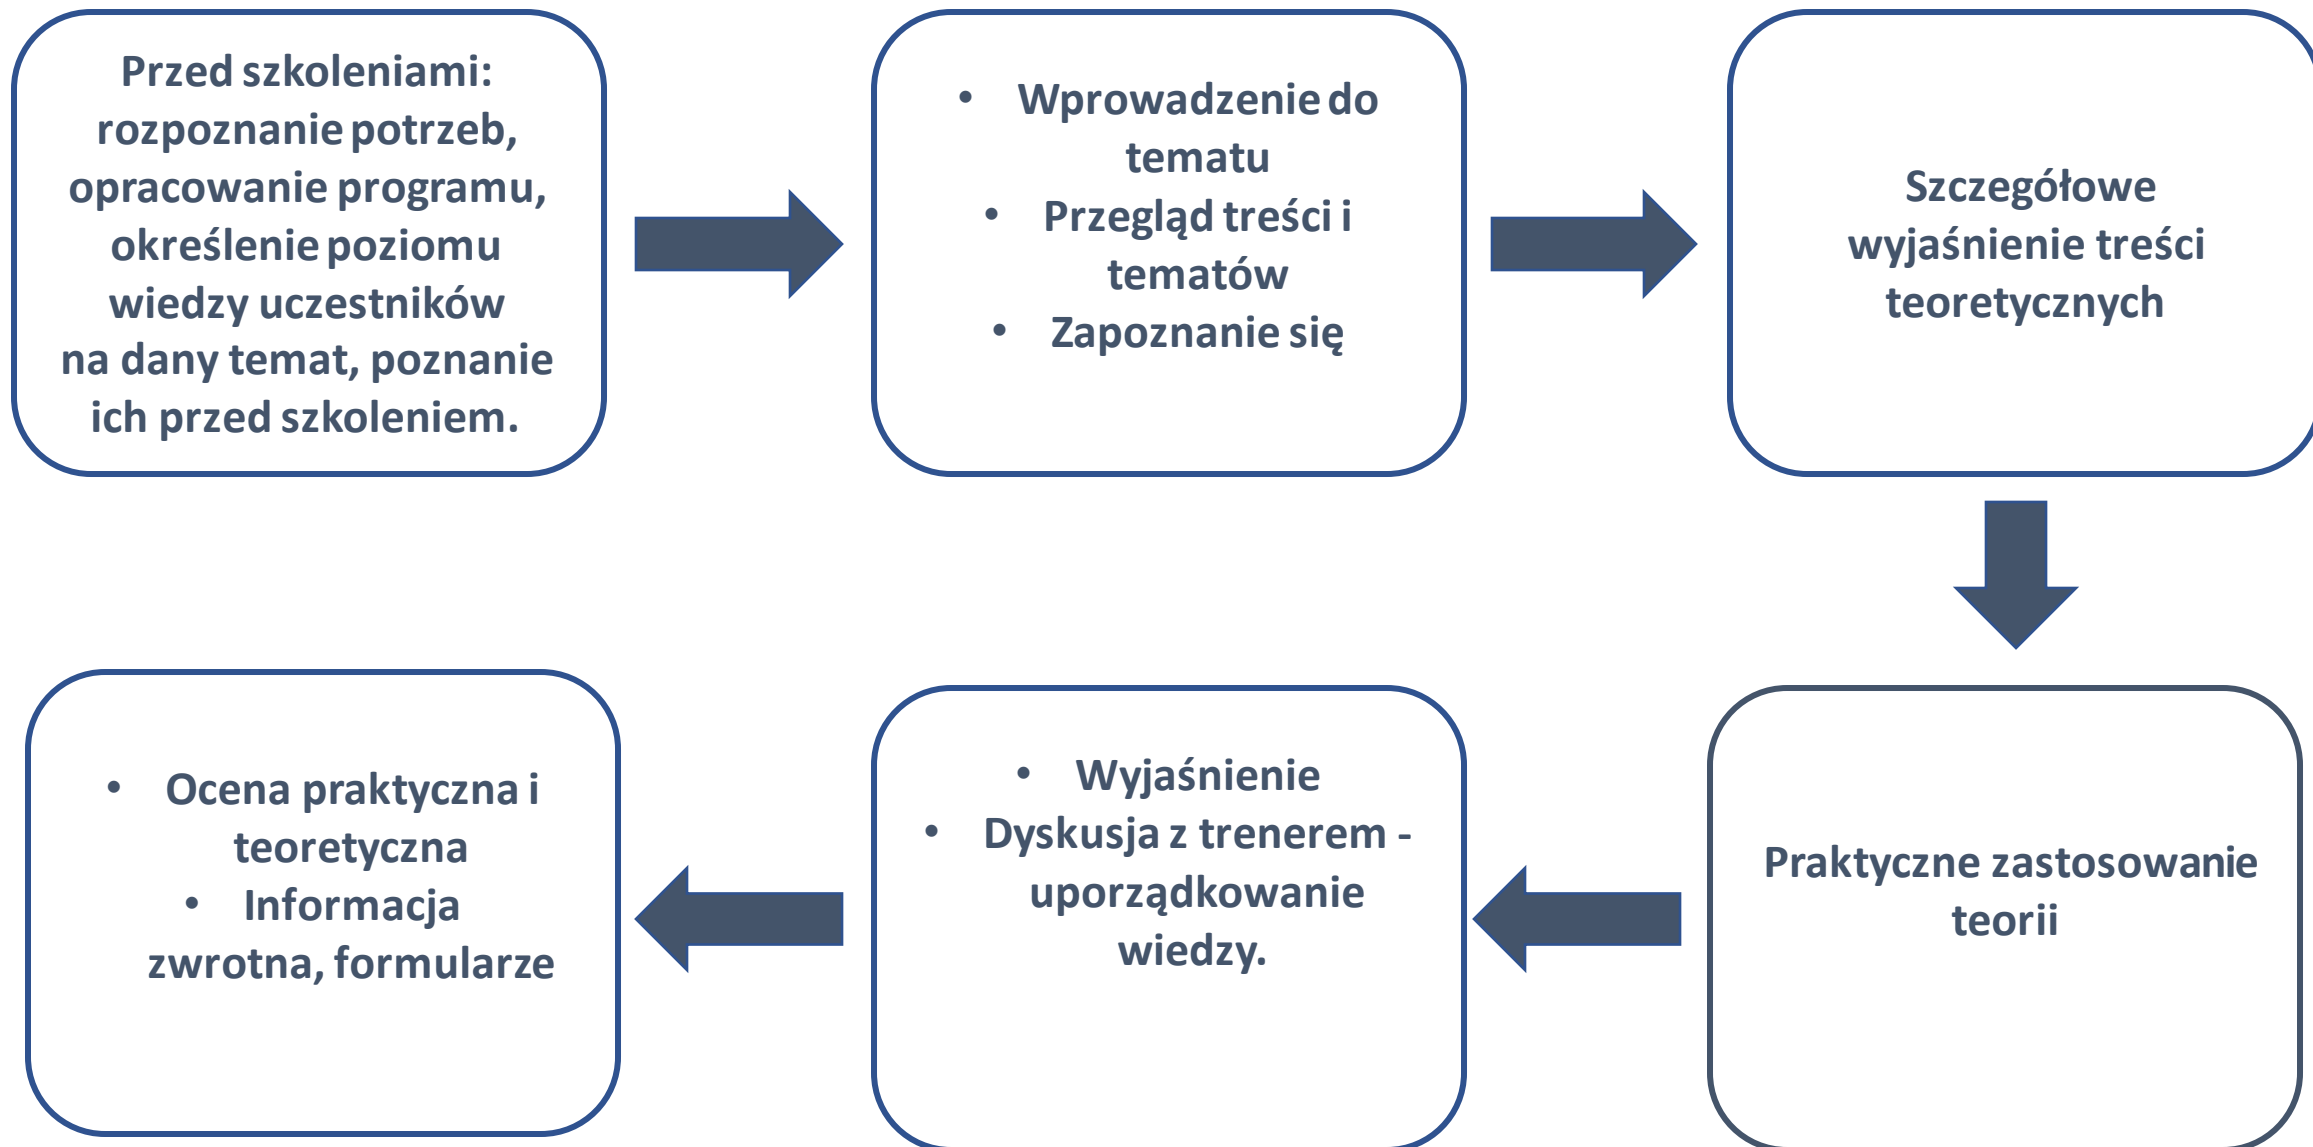 Przed szkoleniami:
rozpoznanie potrzeb,
opracowanie programu,
określenie poziomu
wiedzy uczestników
na dany temat, poznanie
ich przed szkoleniem.
• Wprowadzenie do
tematu
• Przegląd treści i
tematów
• Zapoznanie się
Szczegółowe
wyjaśnienie treści
teoretycznych
Praktyczne zastosowanie
teorii
• Wyjaśnienie
• Dyskusja z trenerem -
uporządkowanie
wiedzy.
• Ocena praktyczna i
teoretyczna
• Informacja
zwrotna, formularze